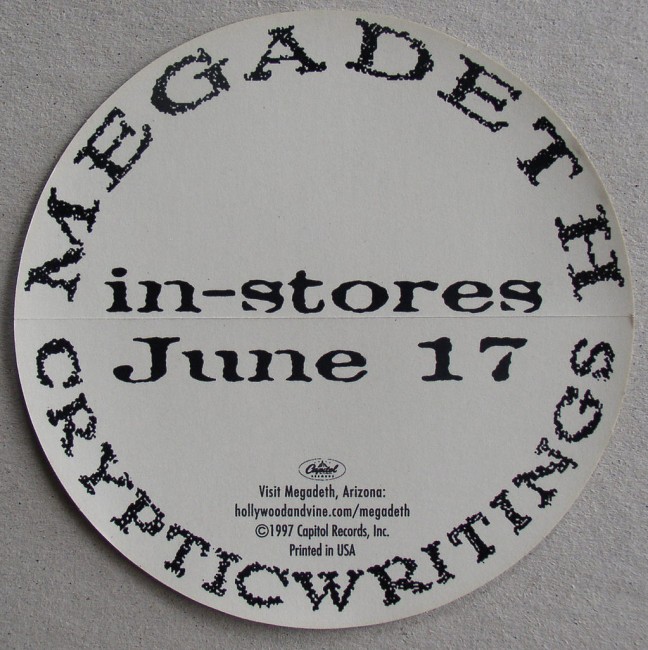 MEGADETH
in-stores
June 17
Capitol
RECORDS
Visit Megadeth, Arizona:
hollywoodandvine.com/megadeth
©1997 Capitol Records, Inc.
Printed in USA
CRYPTICWRITINGS